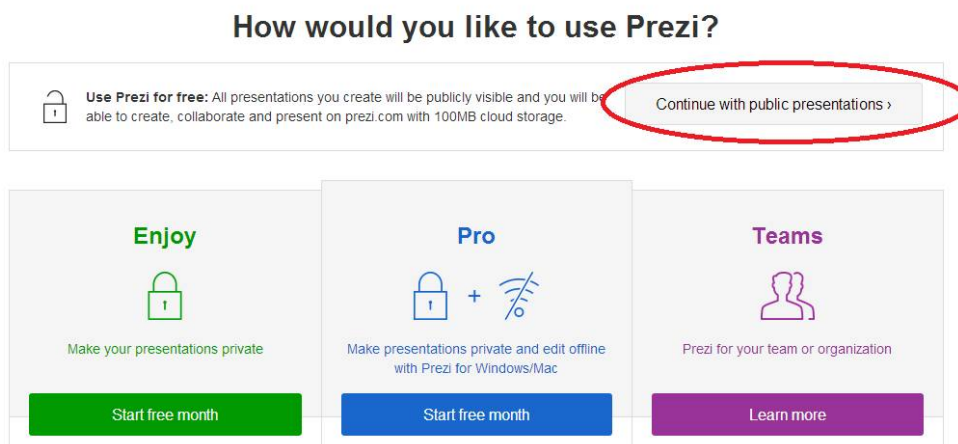 How would you like to use Prezi?
Use Prezi for free: All presentations you create will be publicly visible and you will be
able to create, collaborate and present on prezi.com with 100MB cloud storage.
Continue with public presentations ›
Enjoy
Pro
Teams
+
Make your presentations private
Make presentations private and edit offline
with Prezi for Windows/Mac
Prezi for your team or organization
Start free month
Start free month
Learn more